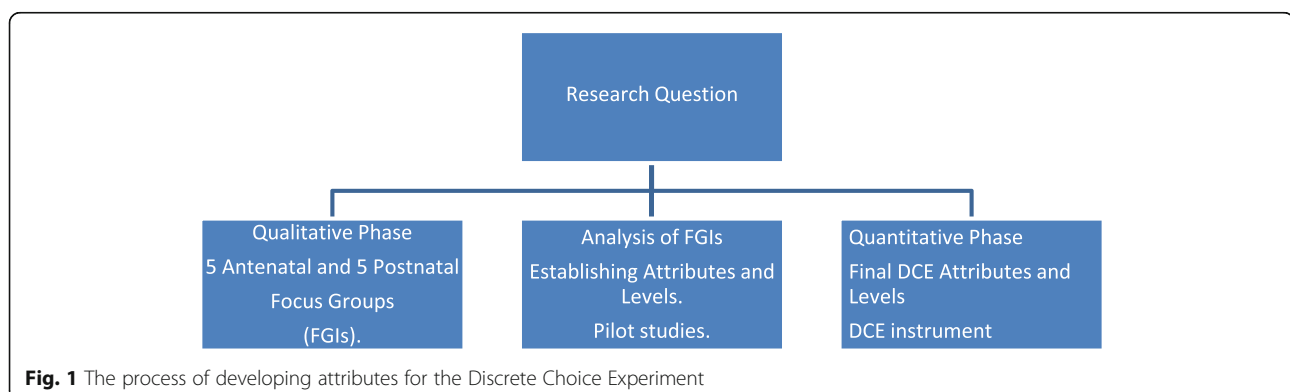 Research Question
Qualitative Phase
5 Antenatal and 5 Postnatal
Focus Groups
(FGIs).
Analysis of FGIs
Establishing Attributes and
Levels.
Pilot studies.
Quantitative Phase
Final DCE Attributes and
Levels
DCE instrument
Fig. 1 The process of developing attributes for the Discrete Choice Experiment